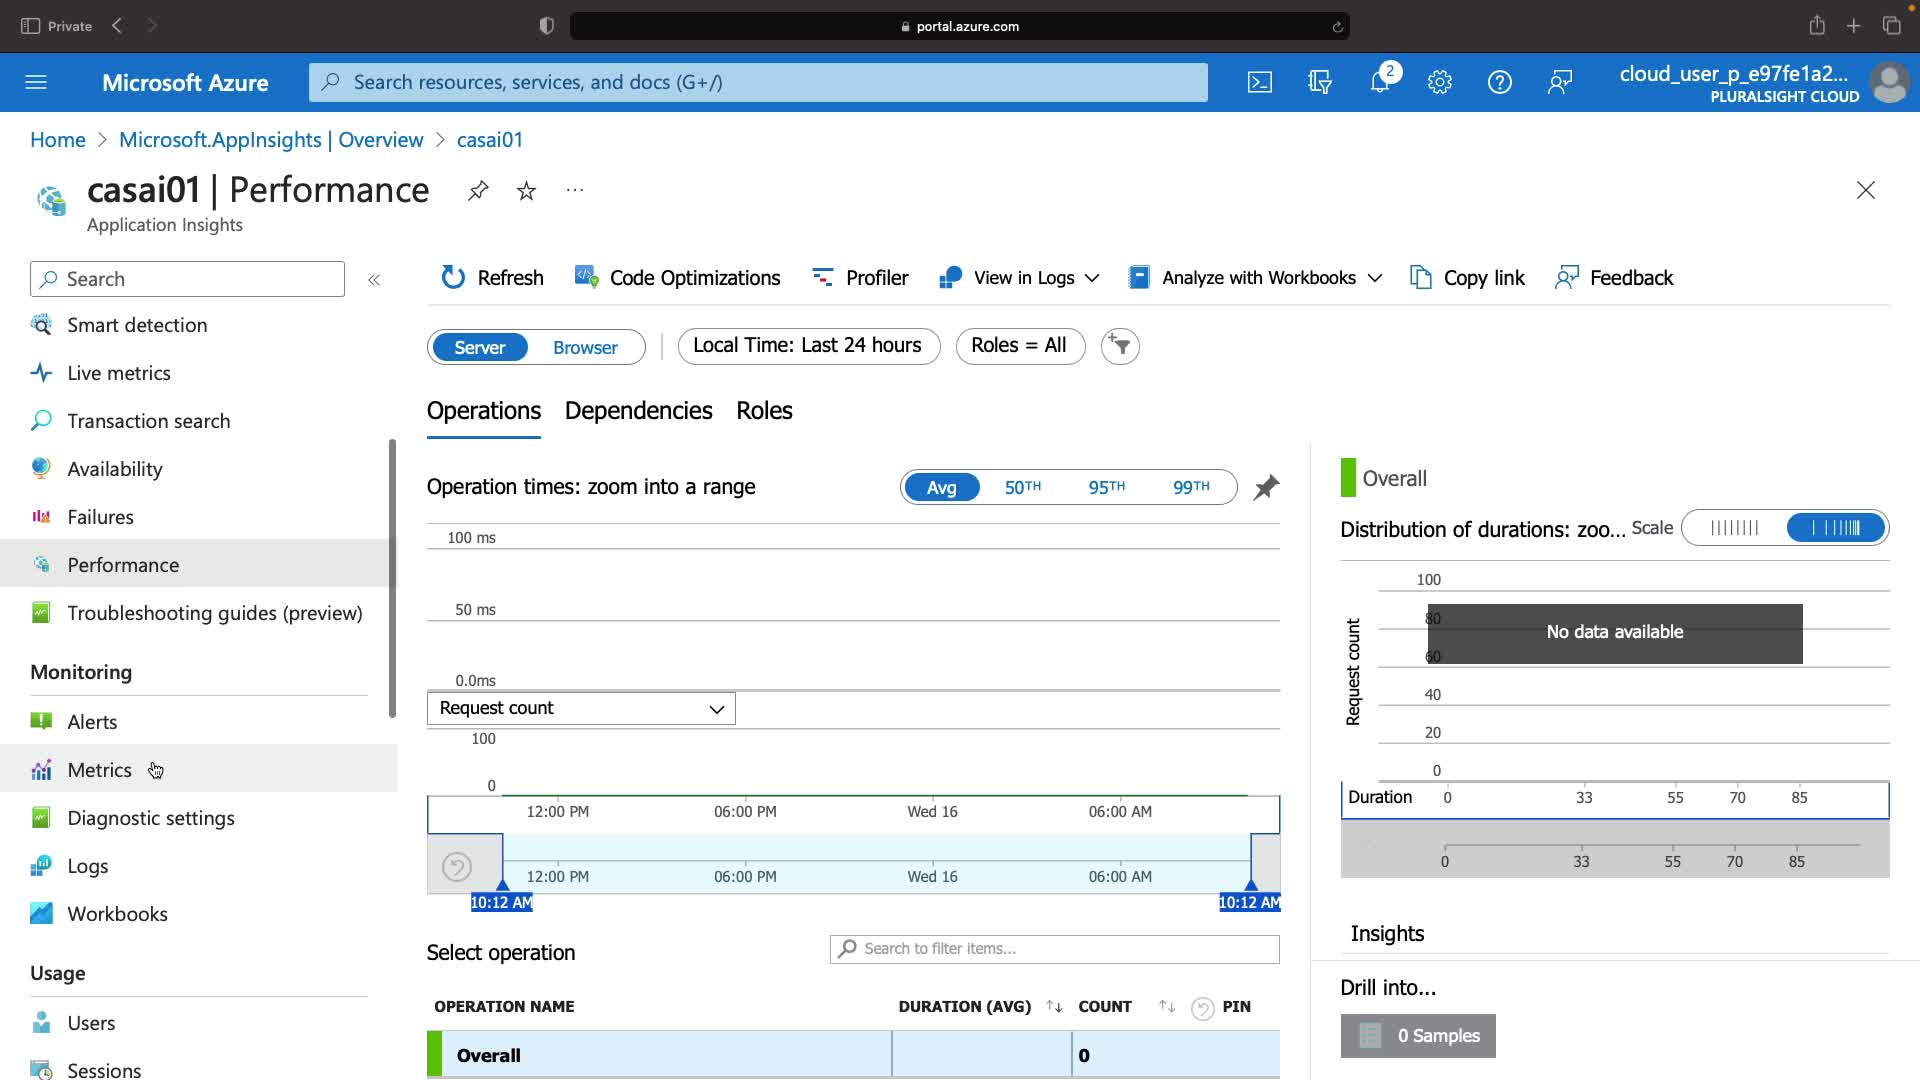 Private
portal.azure.com
Microsoft Azure
Search resources, services, and docs (G+/)
2
cloud_user_p_e97fe1a2...
PLURALSIGHT CLOUD
Home > Microsoft.AppInsights | Overview > casai01
casai01 | Performance
Application Insights
Search
Refresh
Code Optimizations
Profiler
View in Logs
Analyze with Workbooks
Copy link
Feedback
Smart detection
Live metrics
Transaction search
Availability
Failures
Performance
Troubleshooting guides (preview)
Monitoring
Alerts
Metrics
Diagnostic settings
Logs
Workbooks
Usage
Users
Sessions
Server
Browser
Local Time: Last 24 hours
Roles = All
Operations
Dependencies
Roles
Operation times: zoom into a range
Avg
50TH
95TH
99TH
100 ms
50 ms
0.0ms
Request count
100
0
12:00 PM
06:00 PM
Wed 16
06:00 AM
12:00 PM
06:00 PM
Wed 16
06:00 AM
10:12 AM
10:12 AM
Select operation
Search to filter items...
OPERATION NAME
DURATION (AVG)
COUNT
PIN
Overall
0
Overall
Distribution of durations: zoo...
Scale
Request count
100
80
No data available
60
40
20
0
Duration
0
33
55
70
85
0
33
55
70
85
Insights
Drill into...
0 Samples